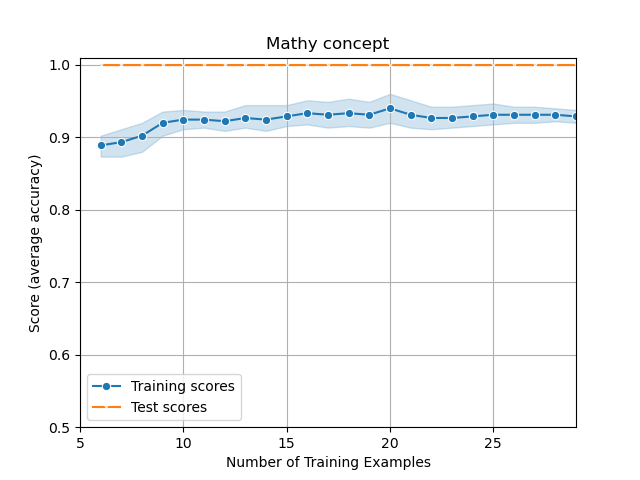 Mathy concept
1.0
0.9
0.8
0.7
0.6
0.5
Score (average accuracy)
Training scores
Test scores
5 10 15 20 25
Number of Training Examples